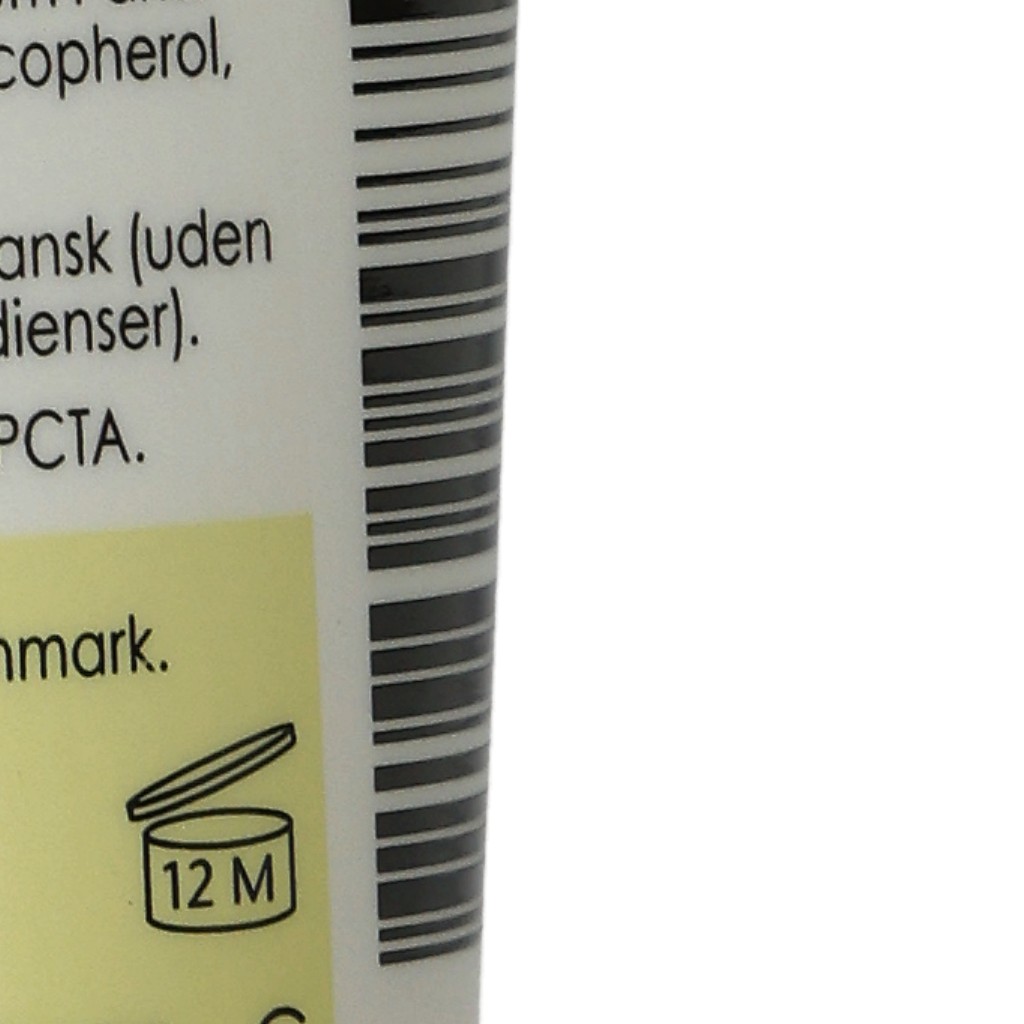 copherol,
ansk (uden
dienser).
PCTA.
nmark.
12 M